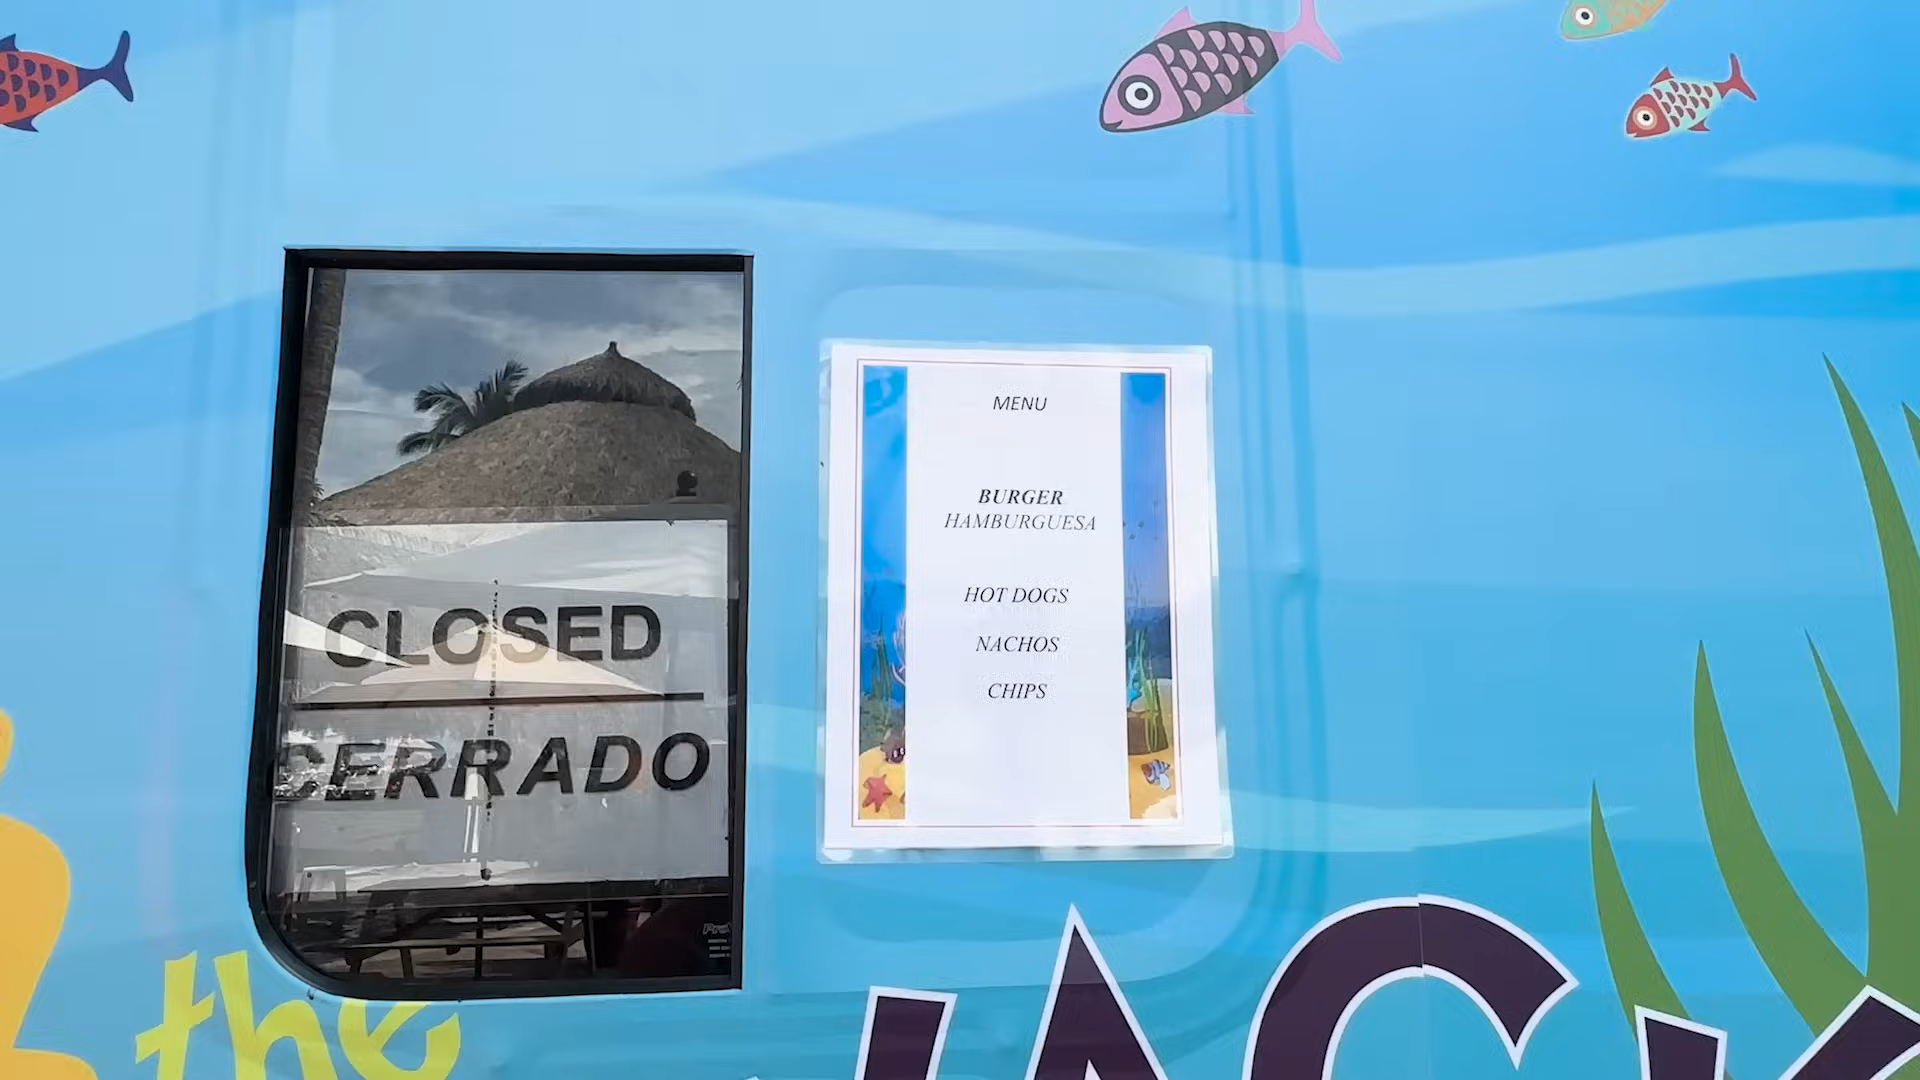 CLOSED
CERRADO
MENU
BURGER
HAMBURGUESA
HOT DOGS
NACHOS
CHIPS
the